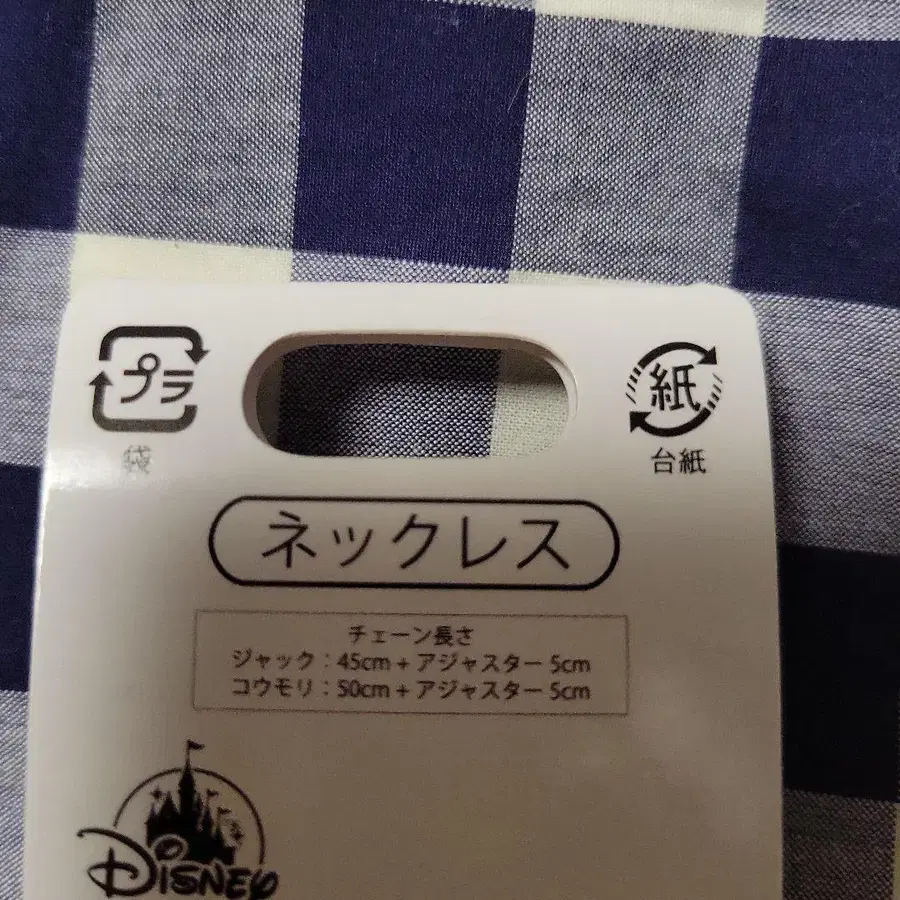 プラ
紙
袋
台紙
ネックレス
チェーン長さ
ジャック：45cm + アジャスター 5cm
コウモリ：50cm + アジャスター 5cm
DISNEY